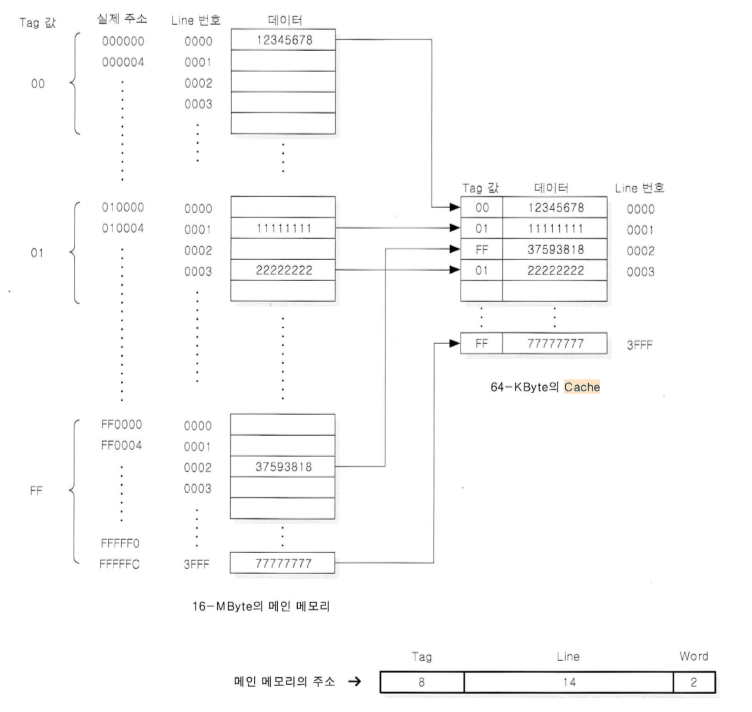 Tag 값 실제 주소 Line 번호 데이터
000000 0000 12345678
000004 0001
00 0002
0003
Tag 값 데이터 Line 번호
010000 0000 00 12345678 0000
010004 0001 11111111 01 11111111 0001
01 0002 FF 37593818 0002
0003 22222222 01 22222222 0003
FF 77777777 3FFF
64-KByte의 Cache
FF0000 0000
FF0004 0001
0002 37593818
FF 0003
FFFFF0
FFFFFC 3FFF 77777777
16-MByte의 메인 메모리
Tag Line Word
메인 메모리의 주소 → 8 14 2